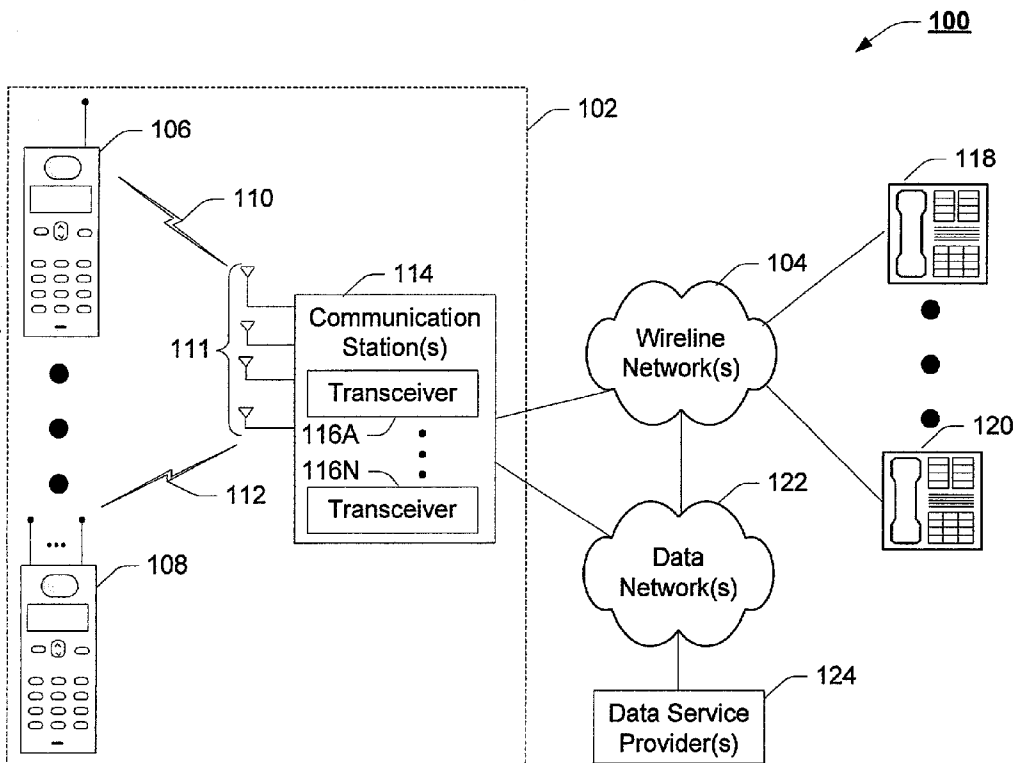 100
102
106
118
110
104
114
Communication
Station(s)
Wireline
Network(s)
111
Transceiver
116A
120
116N
122
112
Transceiver
...
Data
Network(s)
108
124
Data Service
Provider(s)